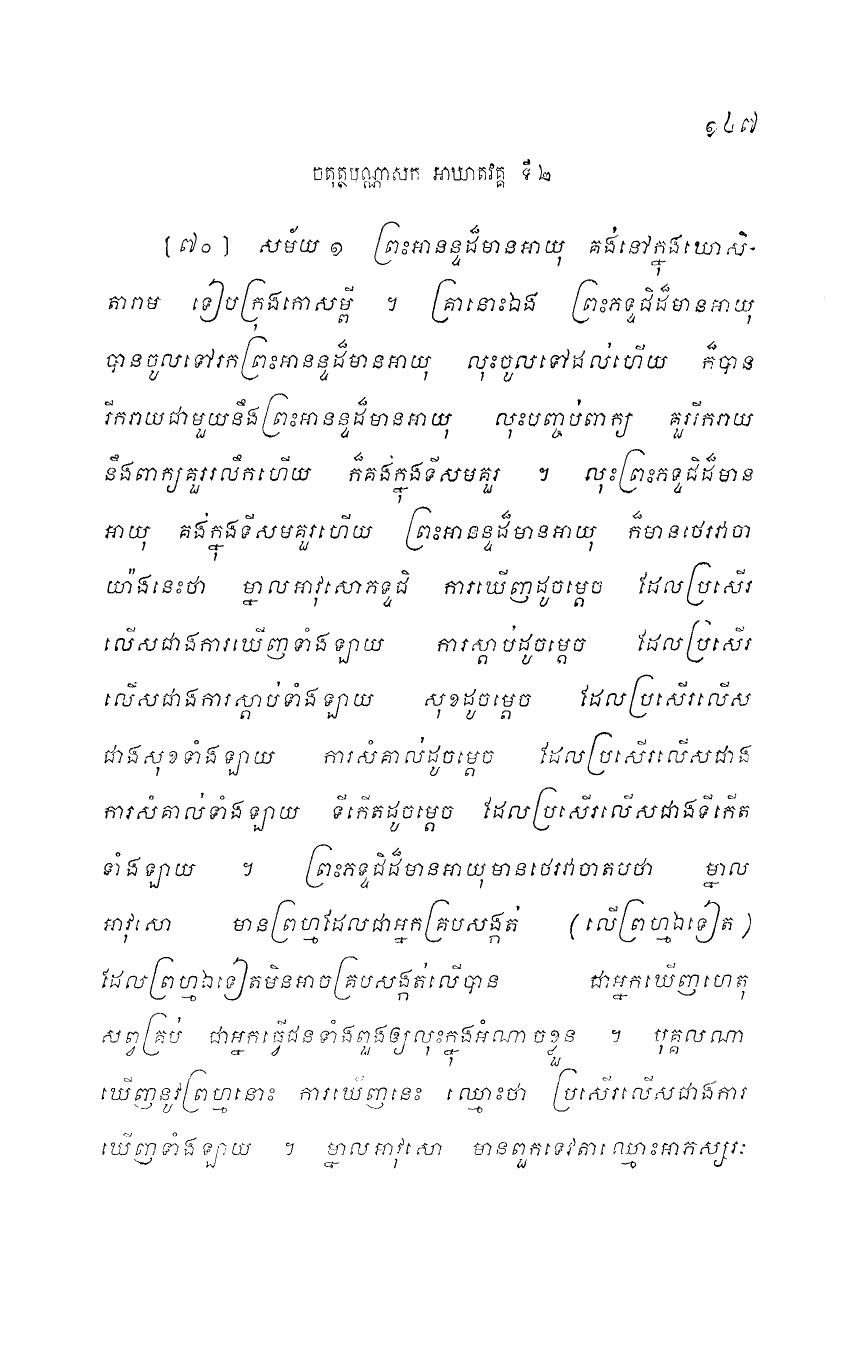 ១៤៧
ចតុត្ថបណ្ណាសក អាឃាតវគ្គ ទី ២
[ ៧០ ] សម័យ ១ ព្រះអានន្ទដ៏មានអាយុ គង់នៅក្នុងឃោសិ-
តារាម ទៀបក្រុងកោសម្ពី ។ គ្រានោះឯង ព្រះភទ្ទជិដ៏មានអាយុ
បានចូលទៅរកព្រះអានន្ទដ៏មានអាយុ លុះចូលទៅដល់ហើយ ក៏បាន
រីករាយជាមួយនឹងព្រះអានន្ទដ៏មានអាយុ លុះបញ្ចប់ពាក្យ គួររីករាយ
នឹងពាក្យគួររលឹកហើយ ក៏គង់ក្នុងទីសមគួរ ។ លុះព្រះភទ្ទជិដ៏មាន
អាយុ គង់ក្នុងទីសមគួរហើយ ព្រះអានន្ទដ៏មានអាយុ ក៏មានថេរវាចា
យ៉ាងនេះថា ម្នាលអាវុសោភទ្ទជិ ការឃើញដូចម្តេច ដែលប្រសើរ
លើសជាងការឃើញទាំងឡាយ ការស្តាប់ដូចម្តេច ដែលប្រសើរ
លើសជាងការស្តាប់ទាំងឡាយ សុខដូចម្តេច ដែលប្រសើរលើស
ជាងសុខទាំងឡាយ ការសំគាល់ដូចម្តេច ដែលប្រសើរលើសជាង
ការសំគាល់ទាំងឡាយ ទីកើតដូចម្តេច ដែលប្រសើរលើសជាងទីកើត
ទាំងឡាយ ។ ព្រះភទ្ទជិដ៏មានអាយុមានថេរវាចាតបថា ម្នាល
អាវុសោ មានព្រហ្មដែលជាអ្នកគ្របសង្កត់ (លើព្រហ្មឯទៀត)
ដែលព្រហ្មឯទៀតមិនអាចគ្របសង្កត់លើបាន ជាអ្នកឃើញហេតុ
សព្វគ្រប់ ជាអ្នកធ្វើជនទាំងពួងឲ្យលុះក្នុងអំណាចខ្លួន ។ បុគ្គលណា
ឃើញនូវព្រហ្មនោះ ការឃើញនេះ ឈ្មោះថា ប្រសើរលើសជាងការ
ឃើញទាំងឡាយ ។ ម្នាលអាវុសោ មានពួកទេវតាឈ្មោះអាភស្សរៈ